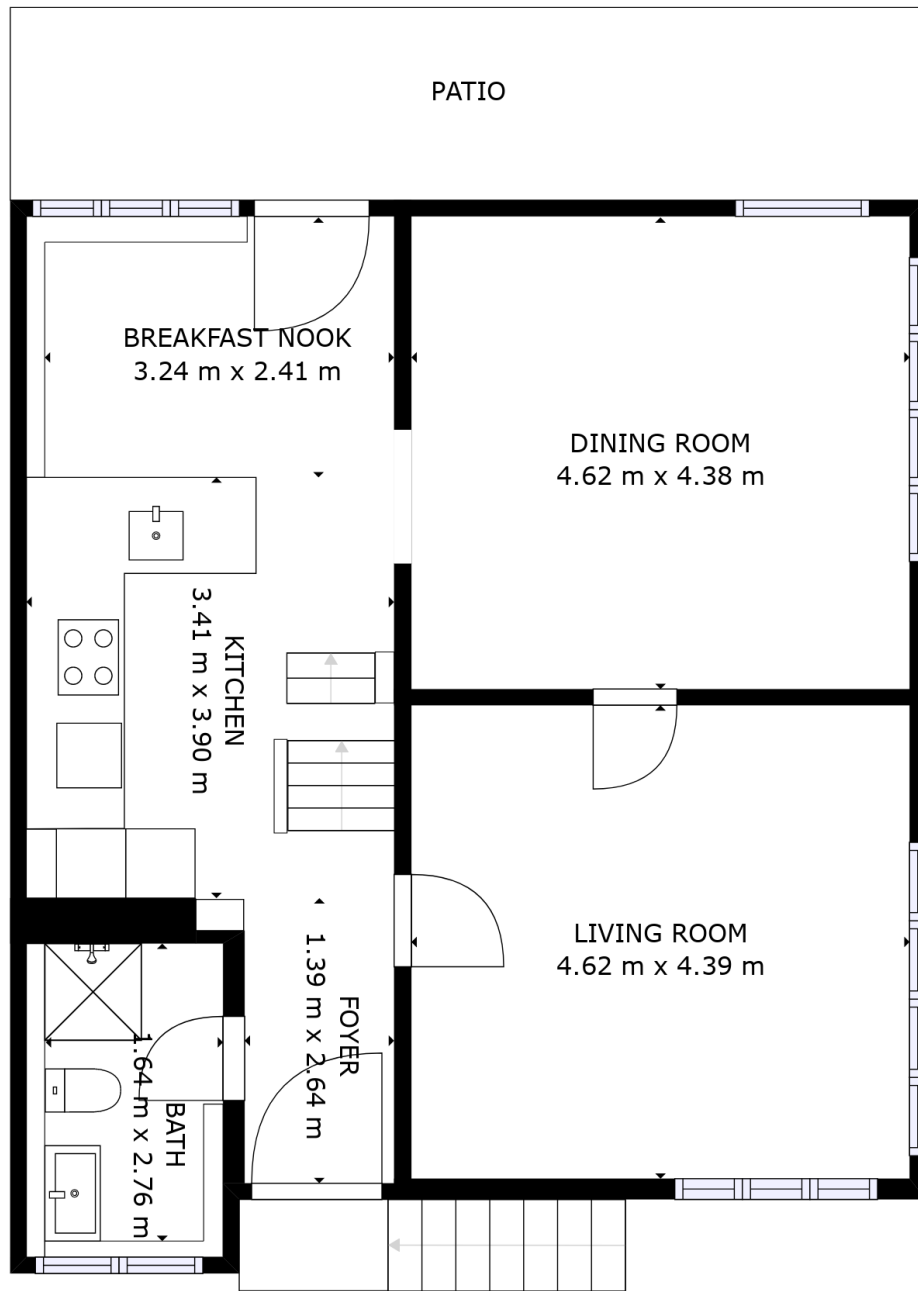 PATIO
BREAKFAST NOOK
3.24 m x 2.41 m
DINING ROOM
4.62 m x 4.38 m
KITCHEN
3.41 m x 3.90 m
LIVING ROOM
4.62 m x 4.39 m
FOYER
1.39 m x 2.64 m
BATH
1.64 m x 2.76 m